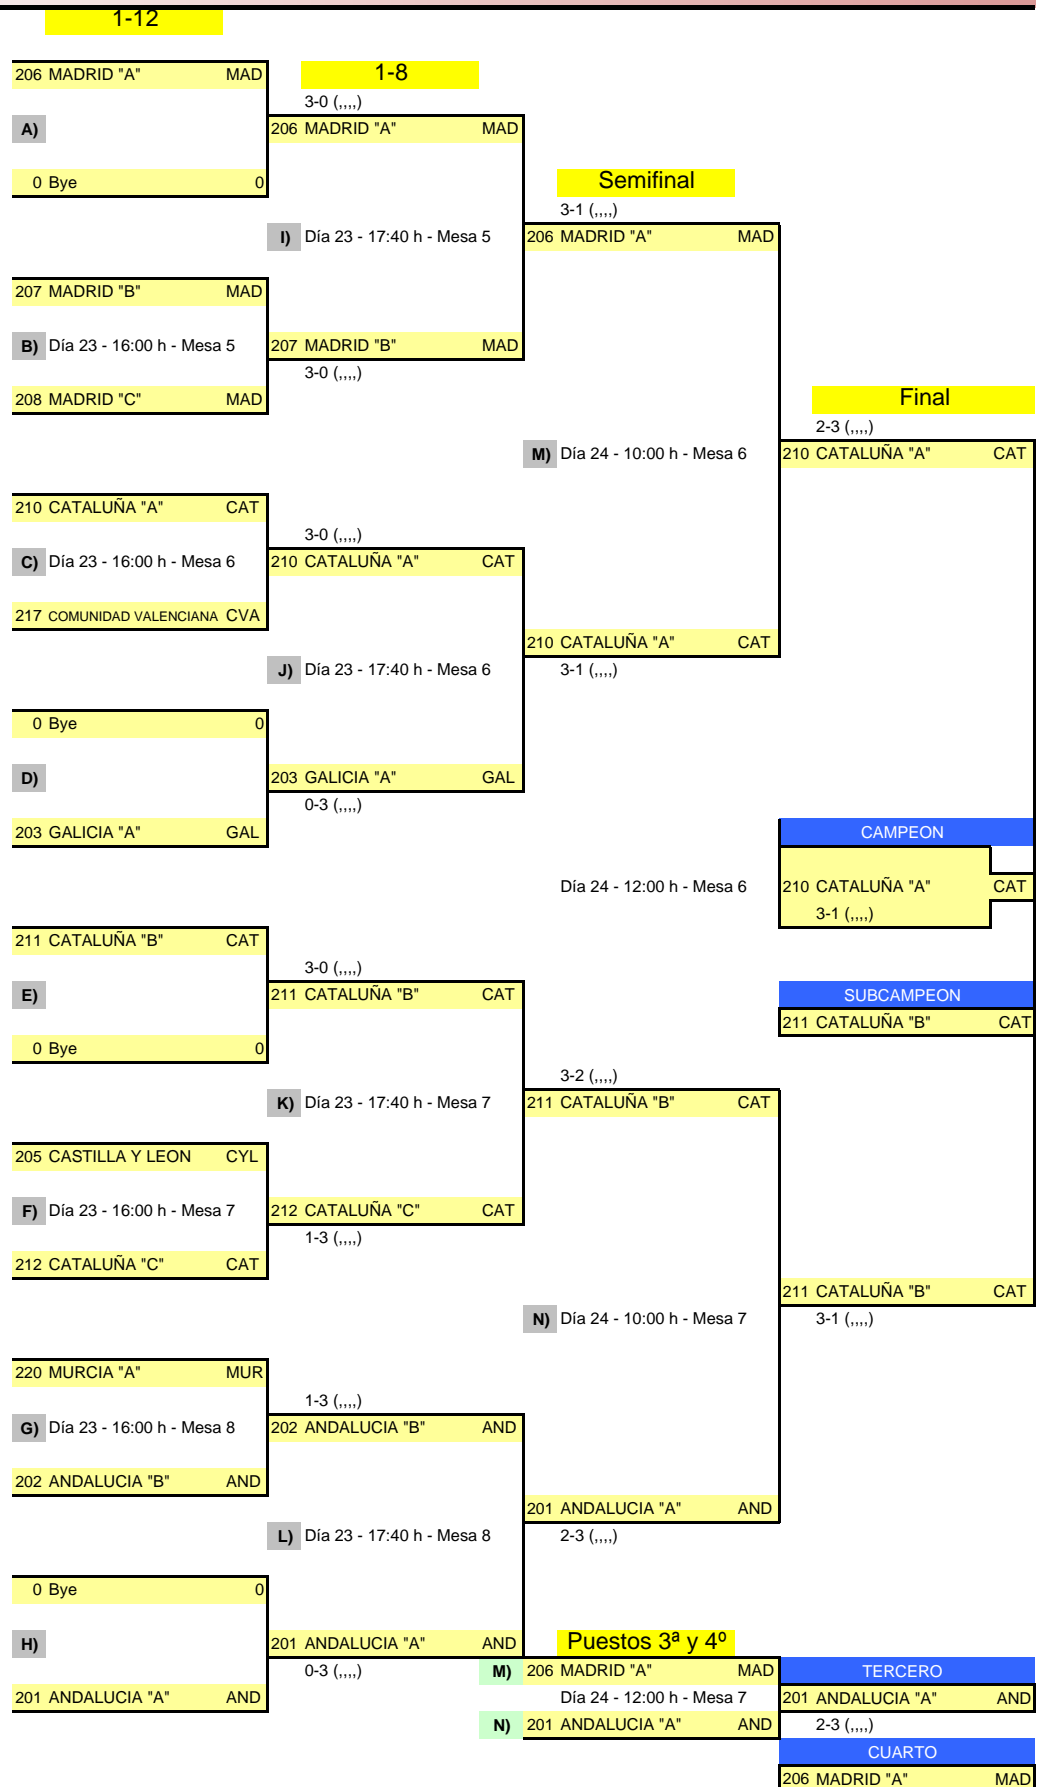 1-12
206 MADRID "A" MAD
1-8
3-0 (,,,,)
A)
206 MADRID "A" MAD
0 Bye 0
Semifinal
3-1 (,,,,)
I) Día 23 - 17:40 h - Mesa 5
206 MADRID "A" MAD
207 MADRID "B" MAD
B) Día 23 - 16:00 h - Mesa 5
207 MADRID "B" MAD
3-0 (,,,,)
208 MADRID "C" MAD
Final
2-3 (,,,,)
M) Día 24 - 10:00 h - Mesa 6
210 CATALUÑA "A" CAT
210 CATALUÑA "A" CAT
3-0 (,,,,)
C) Día 23 - 16:00 h - Mesa 6
210 CATALUÑA "A" CAT
217 COMUNIDAD VALENCIANA CVA
210 CATALUÑA "A" CAT
J) Día 23 - 17:40 h - Mesa 6
3-1 (,,,,)
0 Bye 0
D)
203 GALICIA "A" GAL
0-3 (,,,,)
203 GALICIA "A" GAL
CAMPEON
Día 24 - 12:00 h - Mesa 6
210 CATALUÑA "A" CAT
3-1 (,,,,)
211 CATALUÑA "B" CAT
3-0 (,,,,)
E)
211 CATALUÑA "B" CAT
SUBCAMPEON
211 CATALUÑA "B" CAT
0 Bye 0
3-2 (,,,,)
K) Día 23 - 17:40 h - Mesa 7
211 CATALUÑA "B" CAT
205 CASTILLA Y LEON CYL
F) Día 23 - 16:00 h - Mesa 7
212 CATALUÑA "C" CAT
1-3 (,,,,)
212 CATALUÑA "C" CAT
211 CATALUÑA "B" CAT
N) Día 24 - 10:00 h - Mesa 7
3-1 (,,,,)
220 MURCIA "A" MUR
1-3 (,,,,)
G) Día 23 - 16:00 h - Mesa 8
202 ANDALUCIA "B" AND
202 ANDALUCIA "B" AND
201 ANDALUCIA "A" AND
L) Día 23 - 17:40 h - Mesa 8
2-3 (,,,,)
0 Bye 0
H)
201 ANDALUCIA "A" AND
Puestos 3ª y 4º
0-3 (,,,,)
M) 206 MADRID "A" MAD
TERCERO
201 ANDALUCIA "A" AND
Día 24 - 12:00 h - Mesa 7
201 ANDALUCIA "A" AND
N) 201 ANDALUCIA "A" AND
2-3 (,,,,)
CUARTO
206 MADRID "A" MAD